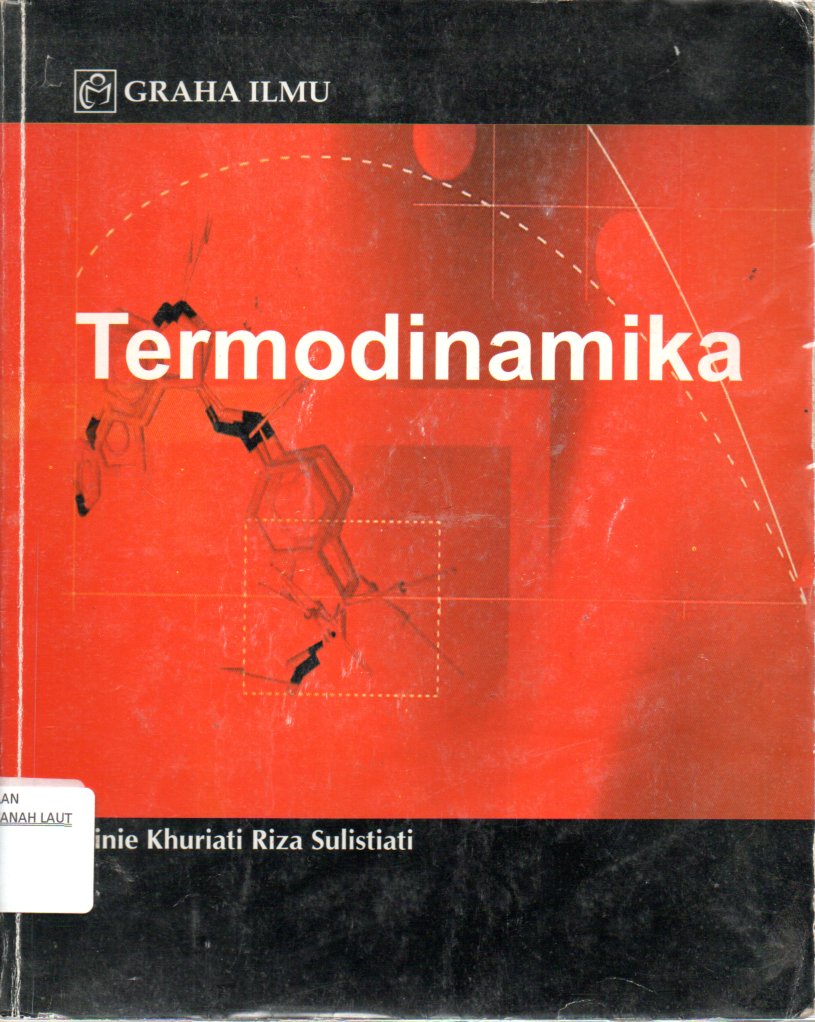 GRAHA ILMU
Termodinamika
AN
ANAH LAUT
inie Khuriati Riza Sulistiati